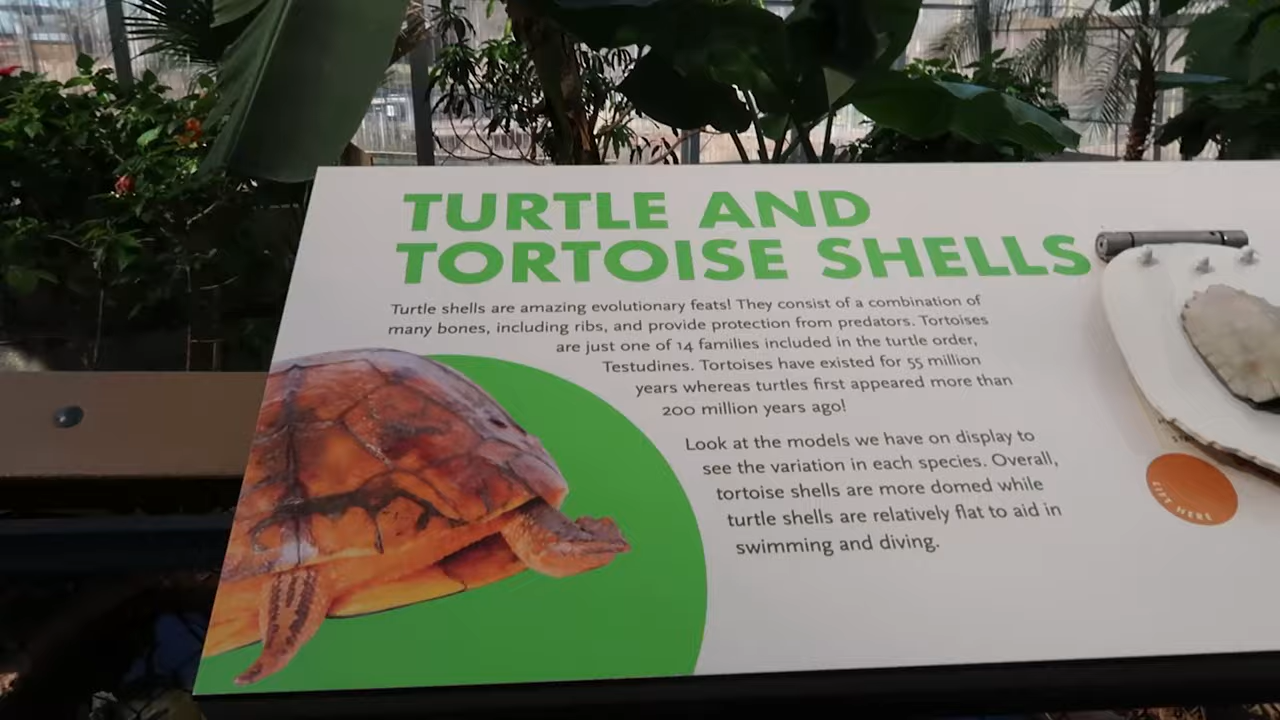 TURTLE AND
TORTOISE SHELLS
Turtle shells are amazing evolutionary feats! They consist of a combination of
many bones, including ribs, and provide protection from predators. Tortoises
are just one of 14 families included in the turtle order,
Testudines. Tortoises have existed for 55 million
years whereas turtles first appeared more than
200 million years ago!
Look at the models we have on display to
see the variation in each species. Overall,
tortoise shells are more domed while
turtle shells are relatively flat to aid in
swimming and diving.
LIFT HERE